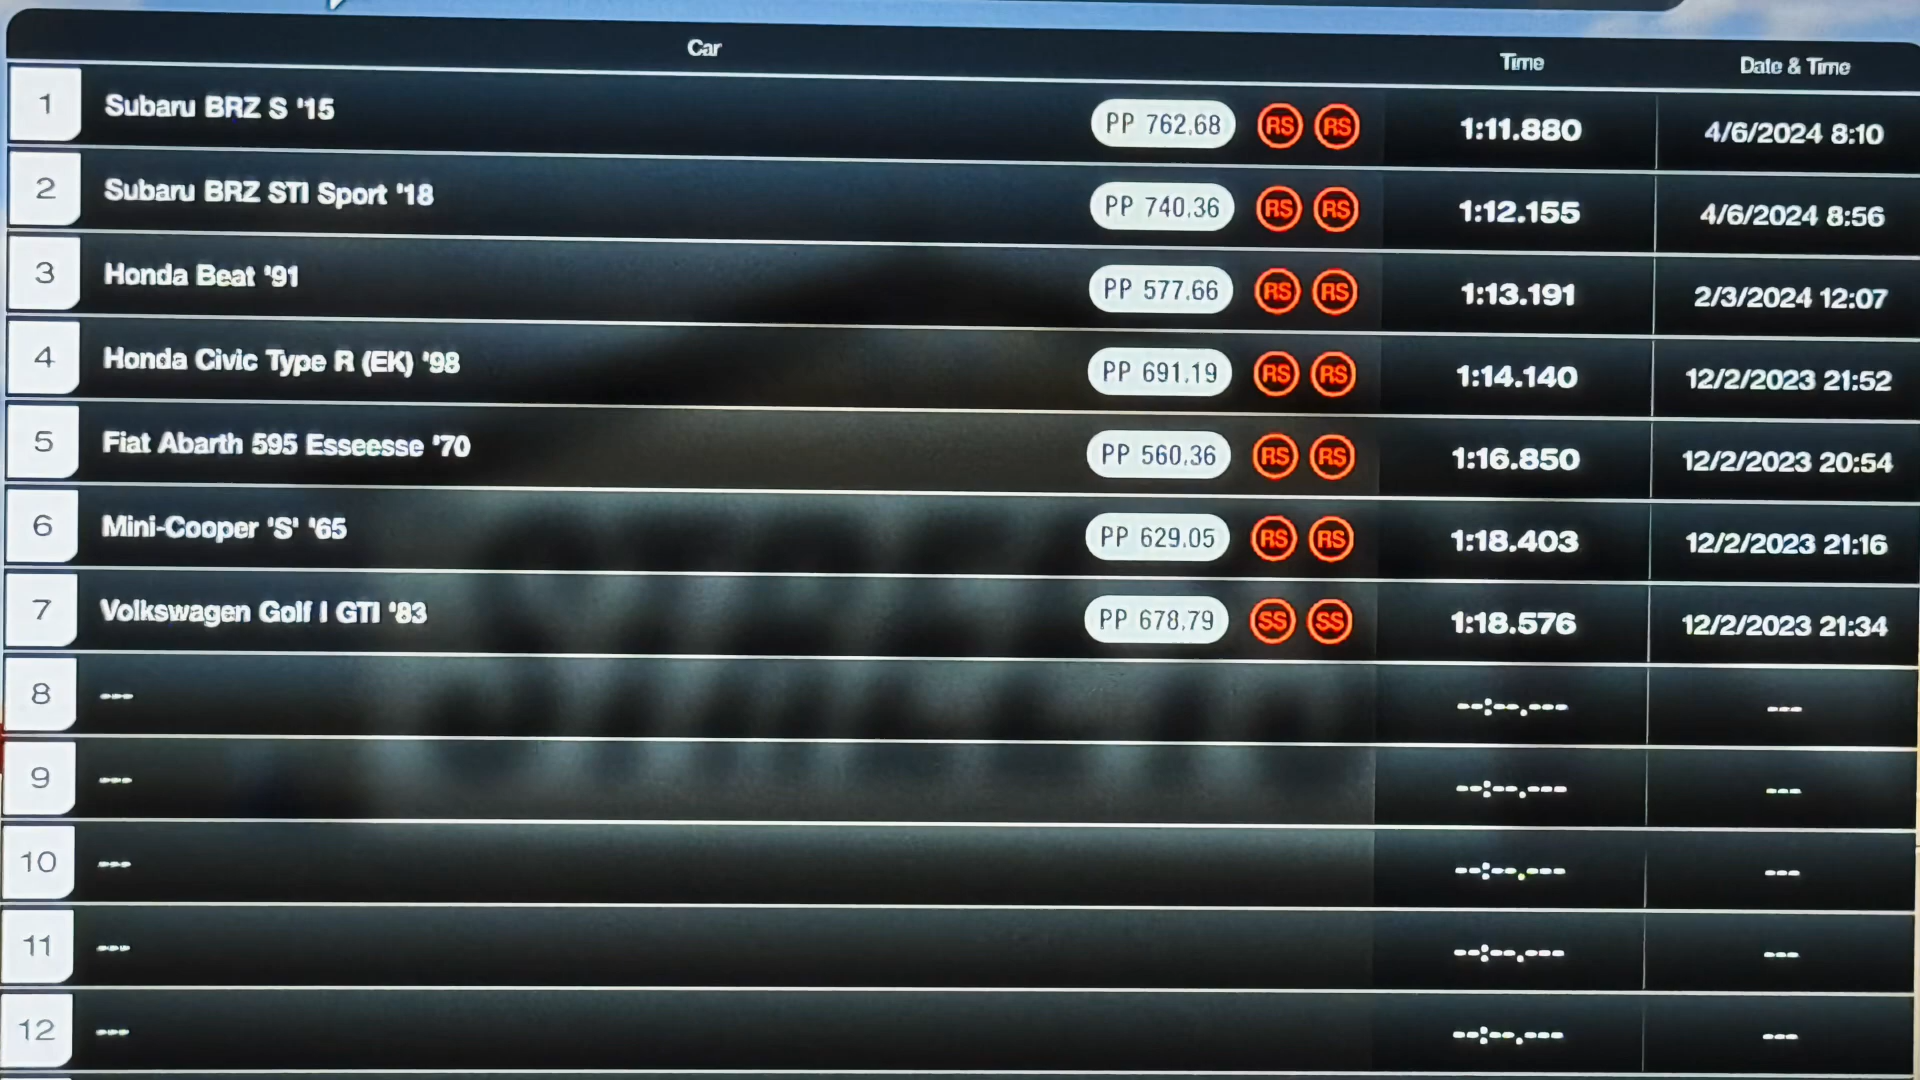 Car Time Date & Time
1 Subaru BRZ S '15 PP 762.68 RS RS 1:11.880 4/6/2024 8:10
2 Subaru BRZ STI Sport '18 PP 740.36 RS RS 1:12.155 4/6/2024 8:56
3 Honda Beat '91 PP 577.66 RS RS 1:13.191 2/3/2024 12:07
4 Honda Civic Type R (EK) '98 PP 691.19 RS RS 1:14.140 12/2/2023 21:52
5 Fiat Abarth 595 Esseesse '70 PP 560.36 RS RS 1:16.850 12/2/2023 20:54
6 Mini-Cooper 'S' '65 PP 629.05 RS RS 1:18.403 12/2/2023 21:16
7 Volkswagen Golf I GTI '83 PP 678.79 SS SS 1:18.576 12/2/2023 21:34
8 --- --:--.--- ---
9 --- --:--.--- ---
10 --- --:--.--- ---
11 --- --:--.--- ---
12 --- --:--.--- ---